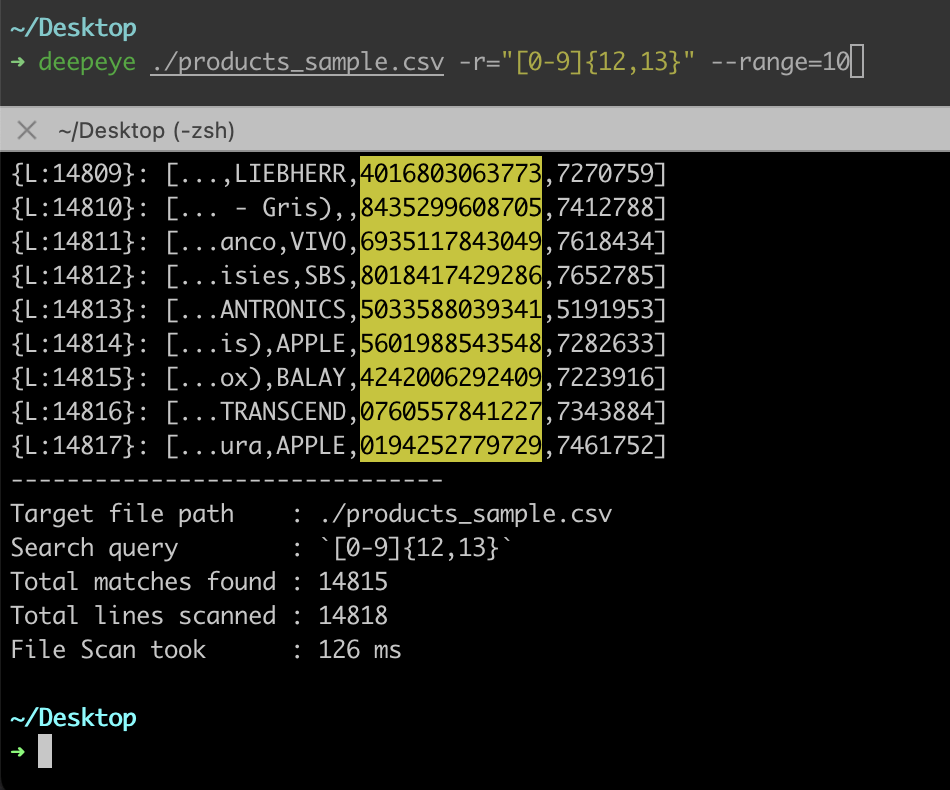 ~/Desktop
➜ deepeye ./products_sample.csv -r="[0-9]{12,13}" --range=10
~/Desktop (-zsh)
{L:14809}: [...,LIEBHERR,4016803063773,7270759]
{L:14810}: [... - Gris),,8435299608705,7412788]
{L:14811}: [...anco,VIVO,6935117843049,7618434]
{L:14812}: [...isies,SBS,8018417429286,7652785]
{L:14813}: [...ANTRONICS,5033588039341,5191953]
{L:14814}: [...is),APPLE,5601988543548,7282633]
{L:14815}: [...ox),BALAY,4242006292409,7223916]
{L:14816}: [...TRANSCEND,0760557841227,7343884]
{L:14817}: [...ura,APPLE,0194252779729,7461752]
-------------------------------
Target file path    : ./products_sample.csv
Search query        : `[0-9]{12,13}`
Total matches found : 14815
Total lines scanned : 14818
File Scan took      : 126 ms
~/Desktop
➜